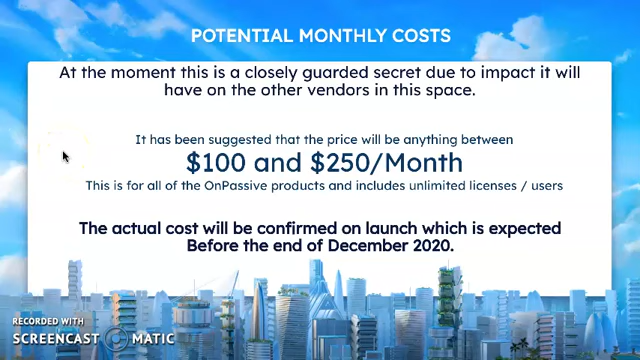 POTENTIAL MONTHLY COSTS
At the moment this is a closely guarded secret due to impact it will
have on the other vendors in this space.
It has been suggested that the price will be anything between
$100 and $250/Month
This is for all of the OnPassive products and includes unlimited licenses / users
The actual cost will be confirmed on launch which is expected
Before the end of December 2020.
RECORDED WITH
SCREENCAST MATIC